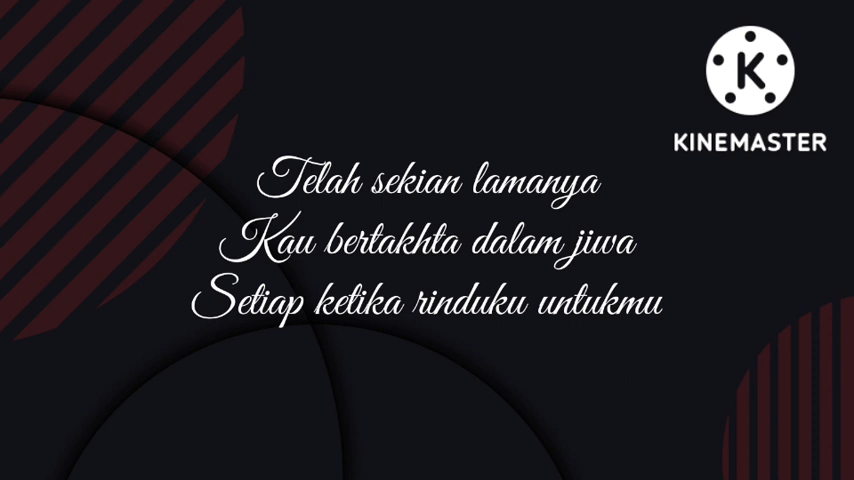 KINEMASTER
Telah sekian lamanya
Kau bertakhta dalam jiwa
Setiap ketika rinduku untukmu